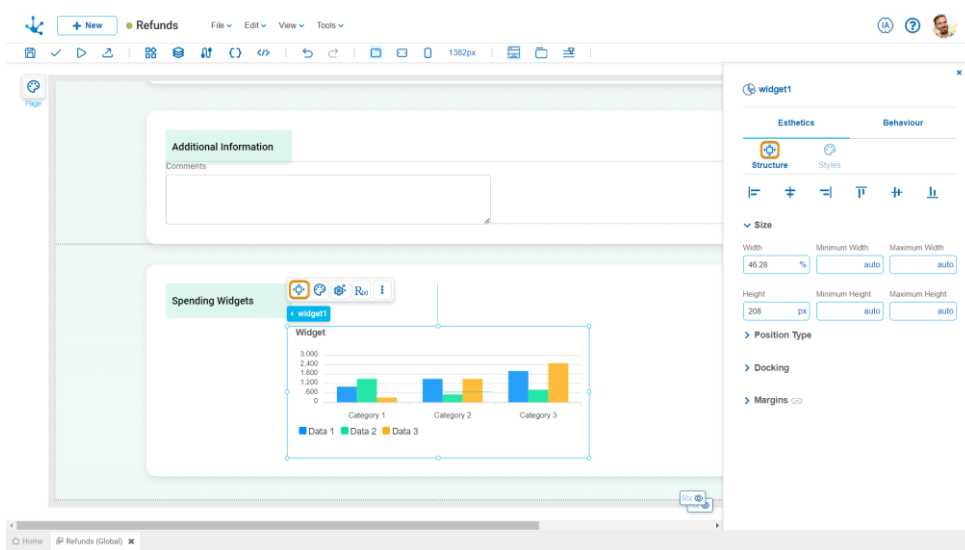 + New
Refunds
File
Edit
View
Tools
IA
?
1382px
Page
widget1
Esthetics
Behaviour
Structure
Styles
Size
Width
Minimum Width
Maximum Width
46.28 %
auto
auto
Height
Minimum Height
Maximum Height
208 px
auto
auto
Position Type
Docking
Margins
Additional Information
Comments
Spending Widgets
R(x)
< widget1
Widget
3.000
2.400
1.800
1.200
600
0
Category 1
Category 2
Category 3
Data 1
Data 2
Data 3
Rx
Rx
Home
Refunds (Global)